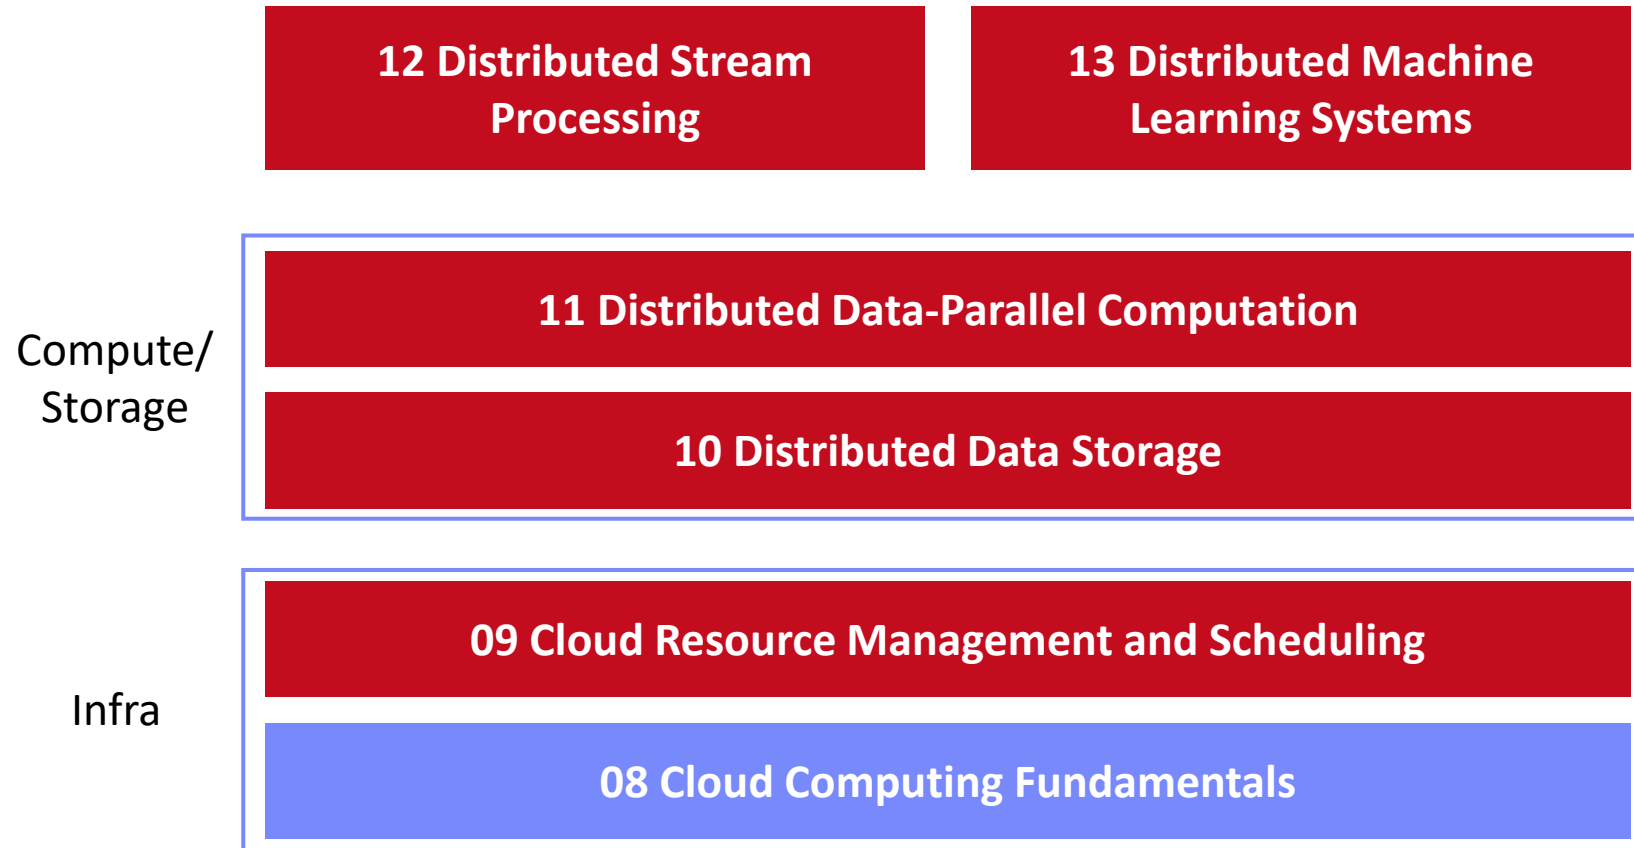 12 Distributed Stream
Processing
13 Distributed Machine
Learning Systems
Compute/
Storage
11 Distributed Data-Parallel Computation
10 Distributed Data Storage
Infra
09 Cloud Resource Management and Scheduling
08 Cloud Computing Fundamentals